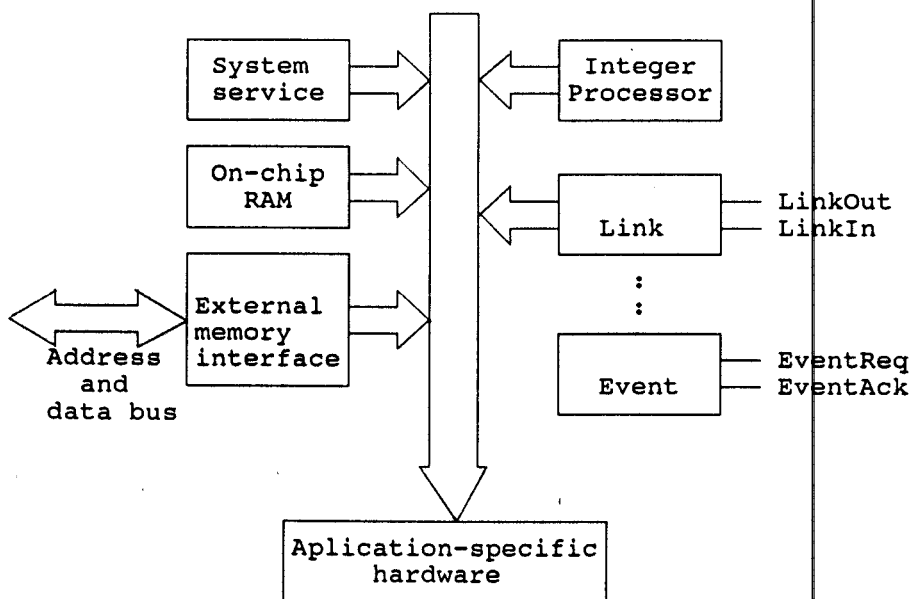 System
service
Integer
Processor
On-chip
RAM
Link
LinkOut
LinkIn
External
memory
interface
Address
and
data bus
Event
EventReq
EventAck
Aplication-specific
hardware